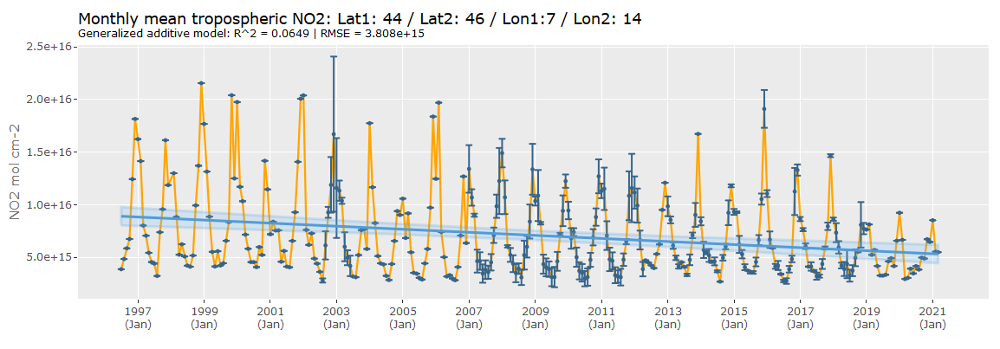 Monthly mean tropospheric NO2: Lat1: 44 / Lat2: 46 / Lon1:7 / Lon2: 14
Generalized additive model: R^2 = 0.0649 | RMSE = 3.808e+15
NO2 mol cm-2
2.5e+16
2.0e+16
1.5e+16
1.0e+16
5.0e+15
1997 1999 2001 2003 2005 2007 2009 2011 2013 2015 2017 2019 2021
(Jan) (Jan) (Jan) (Jan) (Jan) (Jan) (Jan) (Jan) (Jan) (Jan) (Jan) (Jan) (Jan)